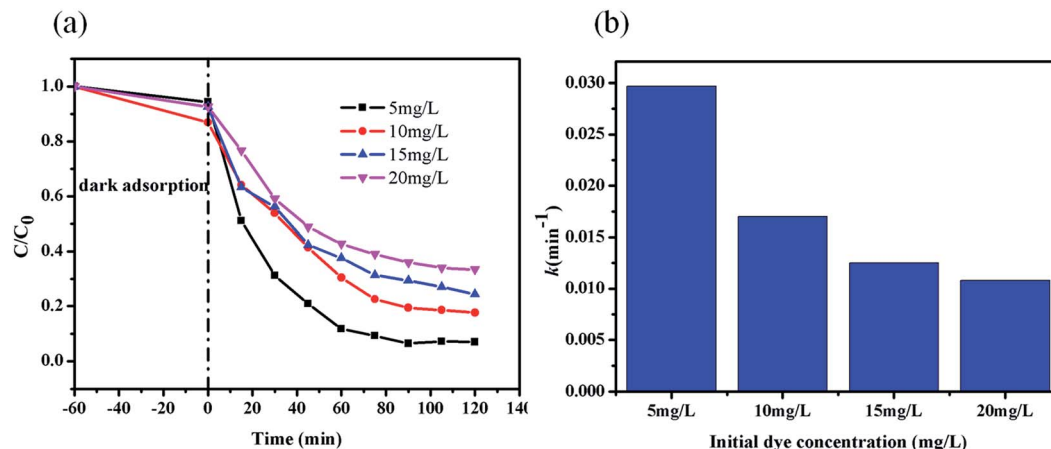 (a)
1.0
0.8
0.6
0.4
0.2
0.0
C/C0
dark adsorption
5mg/L
10mg/L
15mg/L
20mg/L
-60 -40 -20 0 20 40 60 80 100 120 140
Time (min)
(b)
0.030
0.025
0.020
0.015
0.010
0.005
0.000
k(min-1)
5mg/L 10mg/L 15mg/L 20mg/L
Initial dye concentration (mg/L)